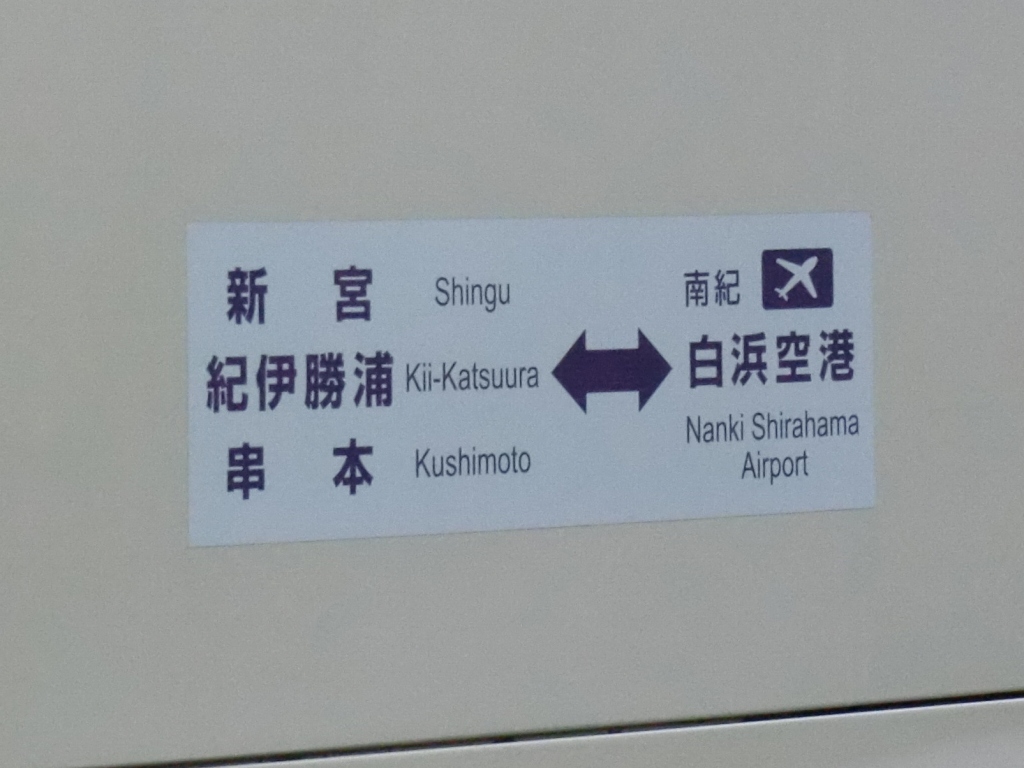 新宮 Shingu
紀伊勝浦 Kii-Katsuura
串本 Kushimoto
南紀
白浜空港
Nanki Shirahama
Airport